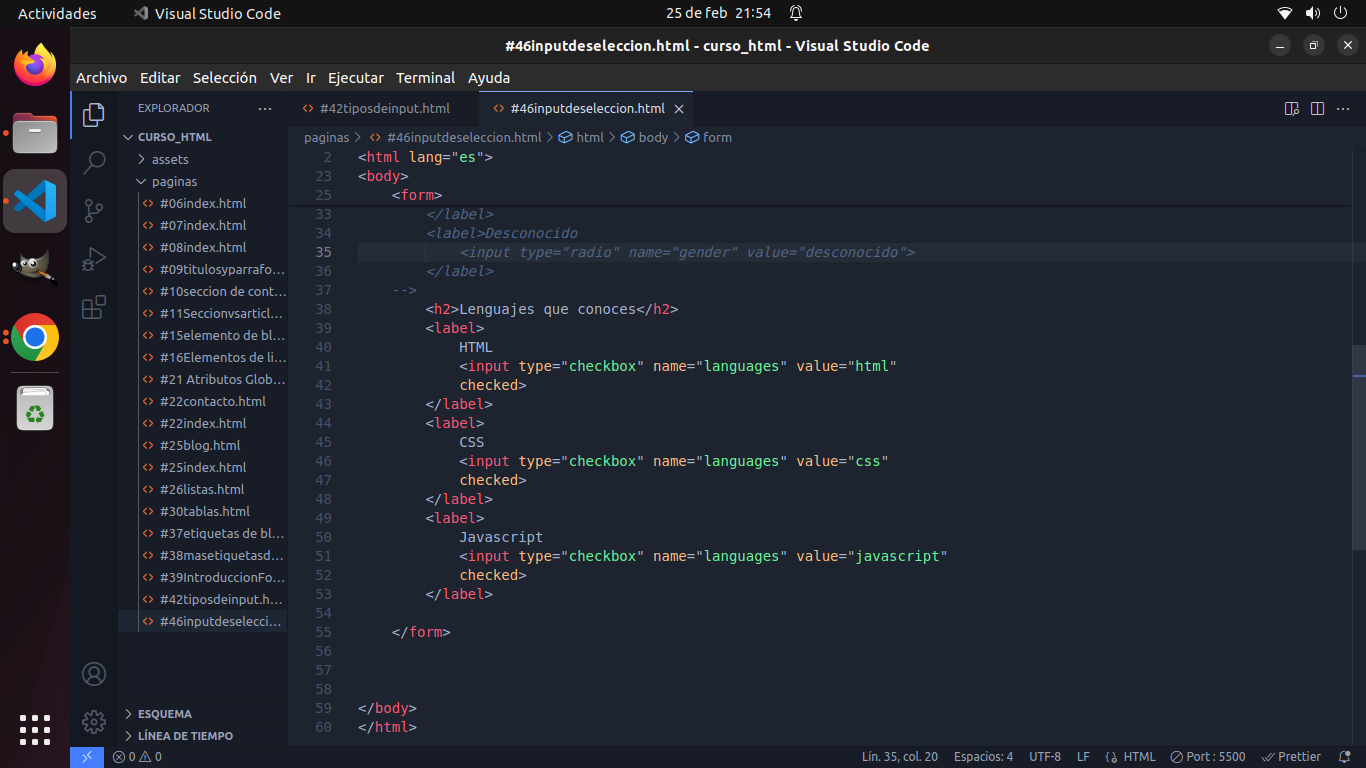 Actividades
Visual Studio Code
25 de feb 21:54
#46inputdeseleccion.html - curso_html - Visual Studio Code
Archivo Editar Selección Ver Ir Ejecutar Terminal Ayuda
EXPLORADOR
CURSO_HTML
assets
paginas
#06index.html
#07index.html
#08index.html
#09titulosyparrafo...
#10seccion de cont...
#11Seccionvsarticl...
#15elemento de bl...
#16Elementos de li...
#21 Atributos Glob...
#22contacto.html
#22index.html
#25blog.html
#25index.html
#26listas.html
#30tablas.html
#37etiquetas de bl...
#38masetiquetasd...
#39IntroduccionFo...
#42tiposdeinput.h...
#46inputdeselecci...
ESQUEMA
LÍNEA DE TIEMPO
#42tiposdeinput.html
#46inputdeseleccion.html
paginas > #46inputdeseleccion.html > html > body > form
2 <html lang="es">
23 <body>
25 <form>
33 </label>
34 <label>Desconocido
35 <input type="radio" name="gender" value="desconocido">
36 </label>
37 -->
38 <h2>Lenguajes que conoces</h2>
39 <label>
40 HTML
41 <input type="checkbox" name="languages" value="html"
42 checked>
43 </label>
44 <label>
45 CSS
46 <input type="checkbox" name="languages" value="css"
47 checked>
48 </label>
49 <label>
50 Javascript
51 <input type="checkbox" name="languages" value="javascript"
52 checked>
53 </label>
54
55 </form>
56
57
58
59 </body>
60 </html>
0 0
Lín. 35, col. 20
Espacios: 4
UTF-8
LF
HTML
Port : 5500
Prettier